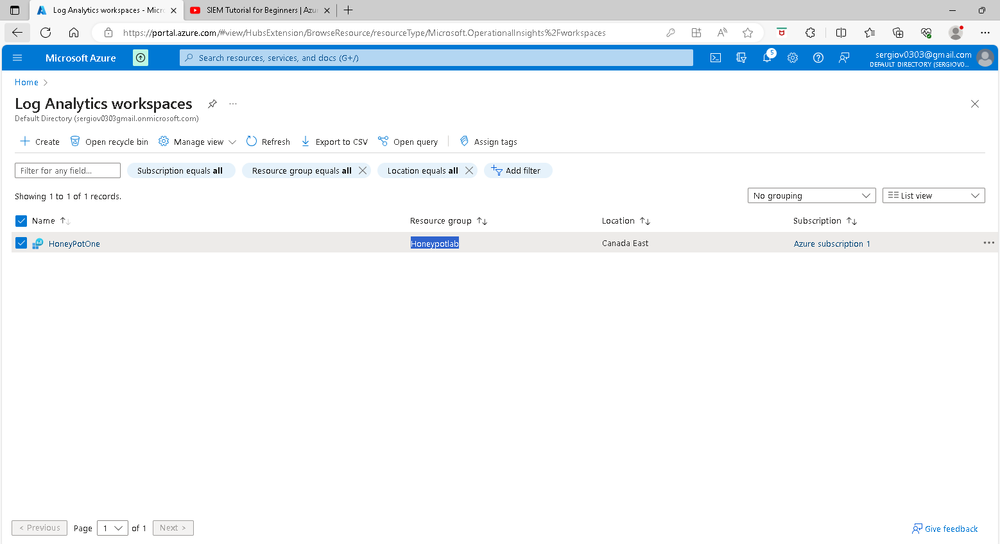 Log Analytics workspaces - Micr
SIEM Tutorial for Beginners | Azu
https://portal.azure.com/#view/HubsExtension/BrowseResource/resourceType/Microsoft.OperationalInsights%2Fworkspaces
Microsoft Azure
Search resources, services, and docs (G+/)
5
sergiov0303@gmail.com
DEFAULT DIRECTORY (SERGIOV0...
Home
Log Analytics workspaces
Default Directory (sergiov0303gmail.onmicrosoft.com)
Create Open recycle bin Manage view Refresh Export to CSV Open query Assign tags
Filter for any field... Subscription equals all Resource group equals all Location equals all Add filter
Showing 1 to 1 of 1 records.
No grouping List view
Name Resource group Location Subscription
HoneyPotOne Honeypotlab Canada East Azure subscription 1
< Previous Page 1 of 1 Next >
Give feedback